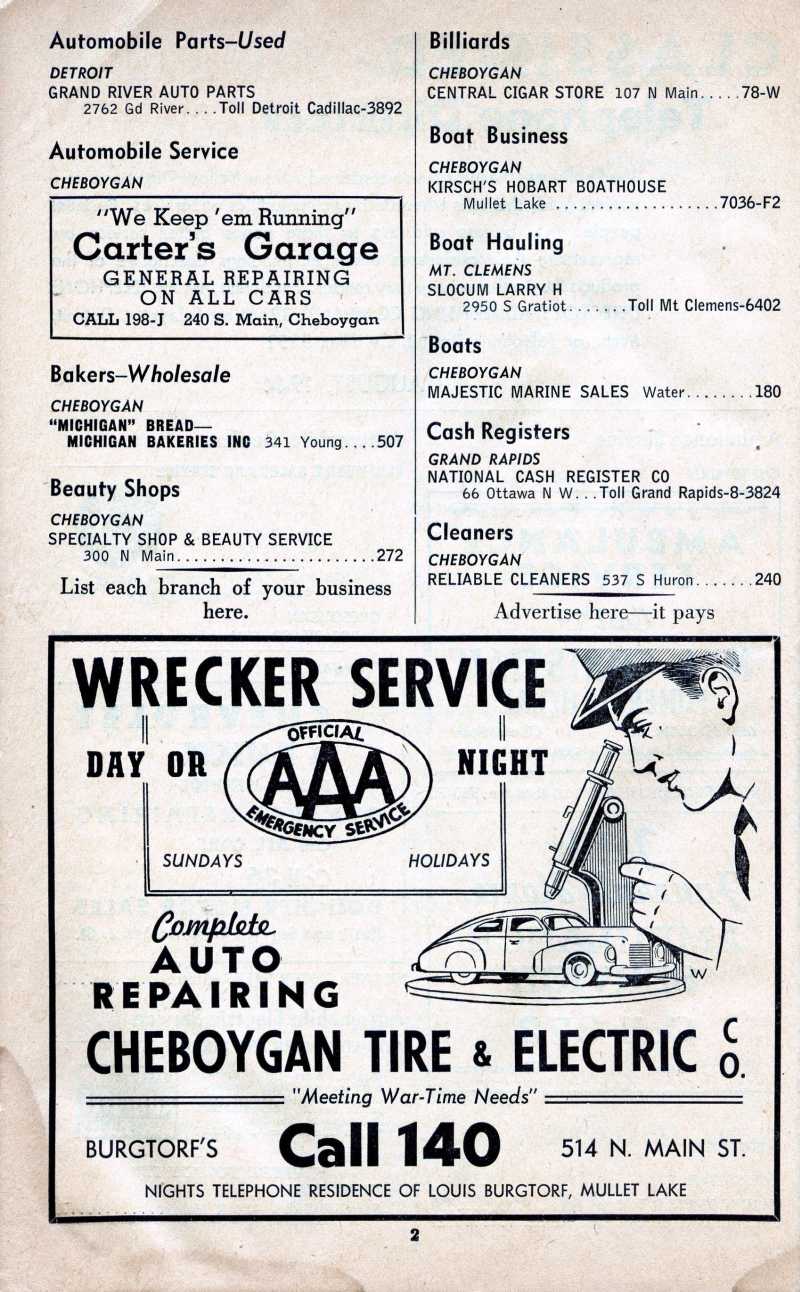 Automobile Parts–Used
DETROIT
GRAND RIVER AUTO PARTS
2762 Gd River....Toll Detroit Cadillac-3892
Automobile Service
CHEBOYGAN
"We Keep 'em Running"
Carter's Garage
GENERAL REPAIRING
ON ALL CARS
CALL 198-J 240 S. Main, Cheboygan
Bakers–Wholesale
CHEBOYGAN
"MICHIGAN" BREAD—
MICHIGAN BAKERIES INC 341 Young....507
Beauty Shops
CHEBOYGAN
SPECIALTY SHOP & BEAUTY SERVICE
300 N Main.........................272
List each branch of your business
here.
Billiards
CHEBOYGAN
CENTRAL CIGAR STORE 107 N Main.....78-W
Boat Business
CHEBOYGAN
KIRSCH'S HOBART BOATHOUSE
Mullet Lake ...................7036-F2
Boat Hauling
MT. CLEMENS
SLOCUM LARRY H
2950 S Gratiot.......Toll Mt Clemens-6402
Boats
CHEBOYGAN
MAJESTIC MARINE SALES Water........180
Cash Registers
GRAND RAPIDS
NATIONAL CASH REGISTER CO
66 Ottawa N W...Toll Grand Rapids-8-3824
Cleaners
CHEBOYGAN
RELIABLE CLEANERS 537 S Huron.......240
Advertise here—it pays
WRECKER SERVICE
DAY OR NIGHT
OFFICIAL
AAA
EMERGENCY SERVICE
SUNDAYS HOLIDAYS
Complete
AUTO
REPAIRING
W
CHEBOYGAN TIRE & ELECTRIC CO.
"Meeting War-Time Needs"
BURGTORF'S Call 140 514 N. MAIN ST.
NIGHTS TELEPHONE RESIDENCE OF LOUIS BURGTORF, MULLET LAKE
2